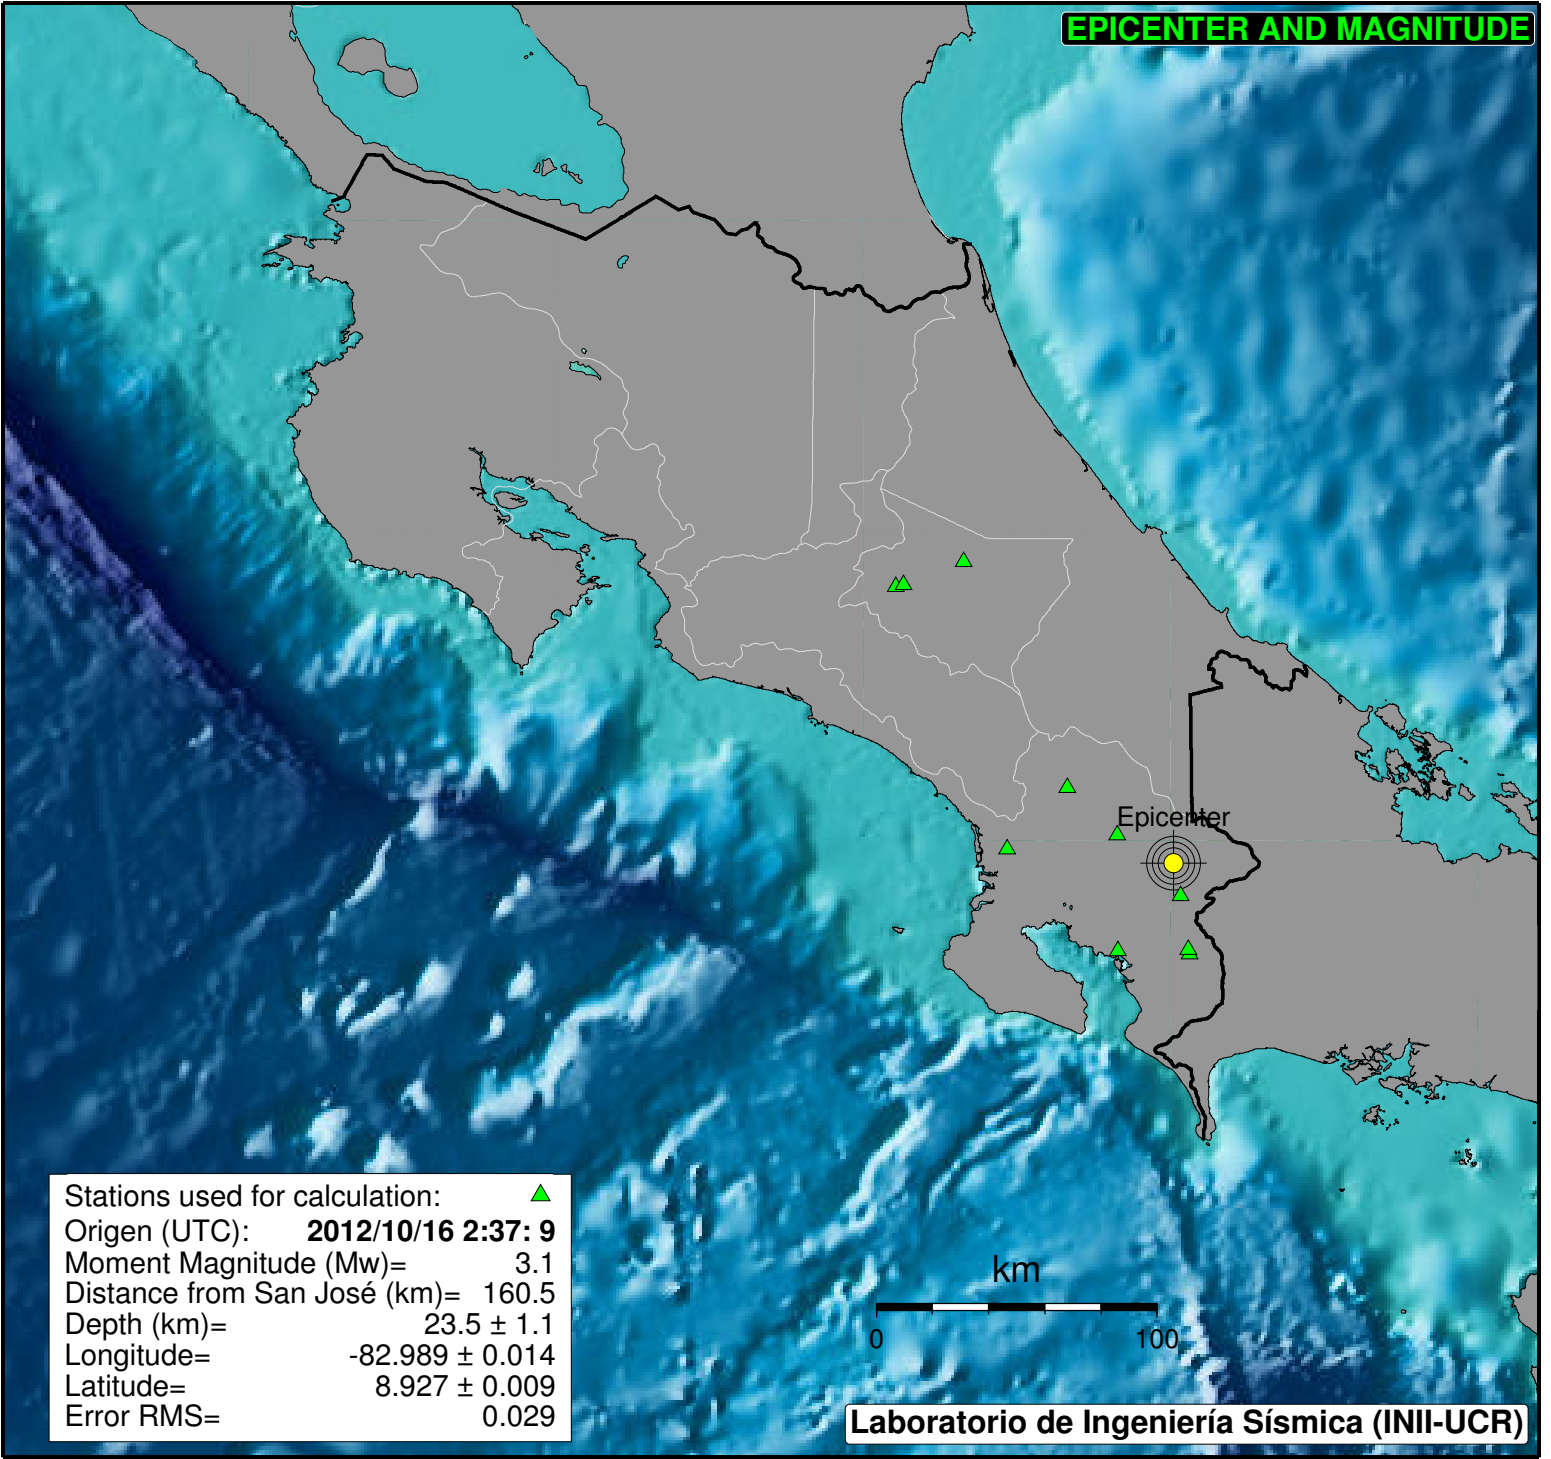 EPICENTER AND MAGNITUDE
Epicenter
Stations used for calculation:
Origen (UTC): 2012/10/16 2:37: 9
Moment Magnitude (Mw)= 3.1
Distance from San José (km)= 160.5
Depth (km)= 23.5 ± 1.1
Longitude= -82.989 ± 0.014
Latitude= 8.927 ± 0.009
Error RMS= 0.029
km
0 100
Laboratorio de Ingeniería Sísmica (INII-UCR)